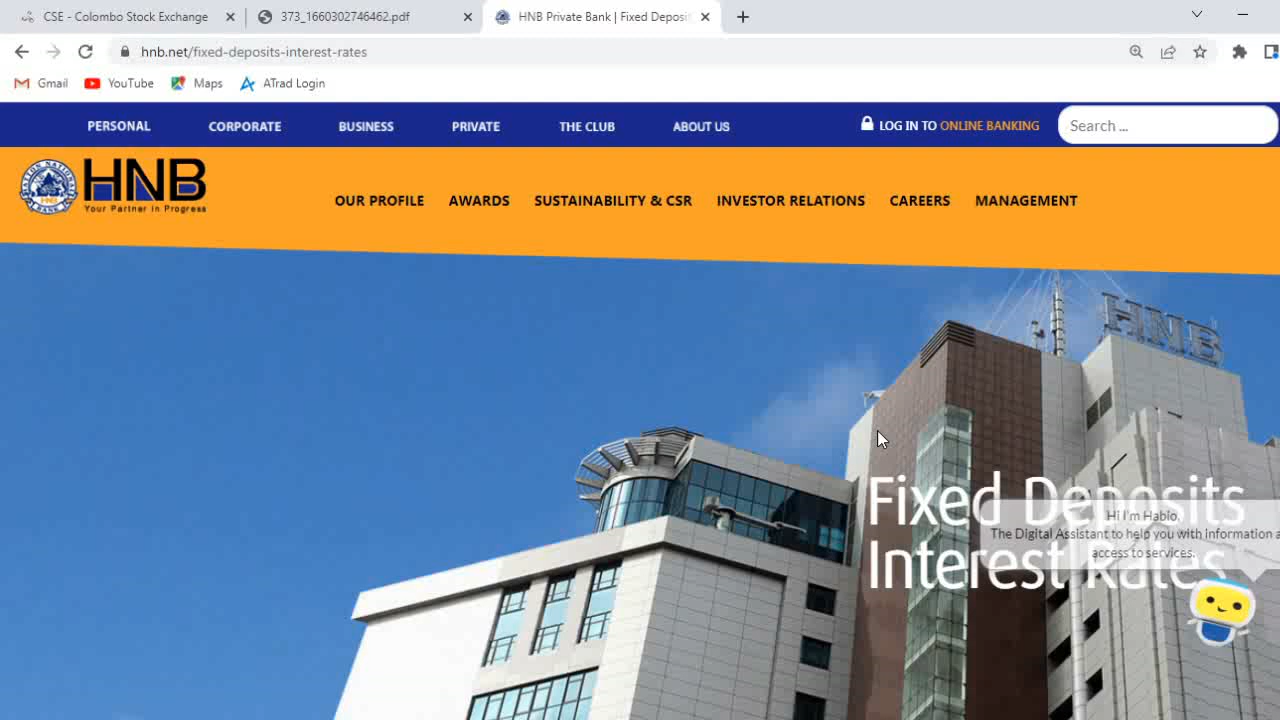 CSE - Colombo Stock Exchange
373_1660302746462.pdf
HNB Private Bank | Fixed Deposit
hnb.net/fixed-deposits-interest-rates
Gmail
YouTube
Maps
ATrad Login
PERSONAL
CORPORATE
BUSINESS
PRIVATE
THE CLUB
ABOUT US
LOG IN TO ONLINE BANKING
Search ...
HNB
Your Partner in Progress
OUR PROFILE
AWARDS
SUSTAINABILITY & CSR
INVESTOR RELATIONS
CAREERS
MANAGEMENT
HNB
Fixed Deposits
Interest Rates
Hi I'm Habio.
The Digital Assistant to help you with information a
access to services.